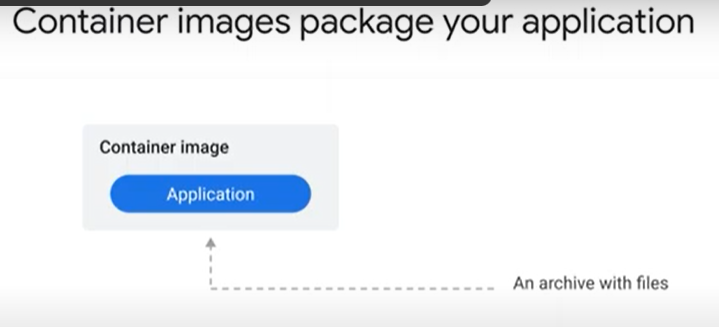 Container images package your application
Container image
Application
An archive with files